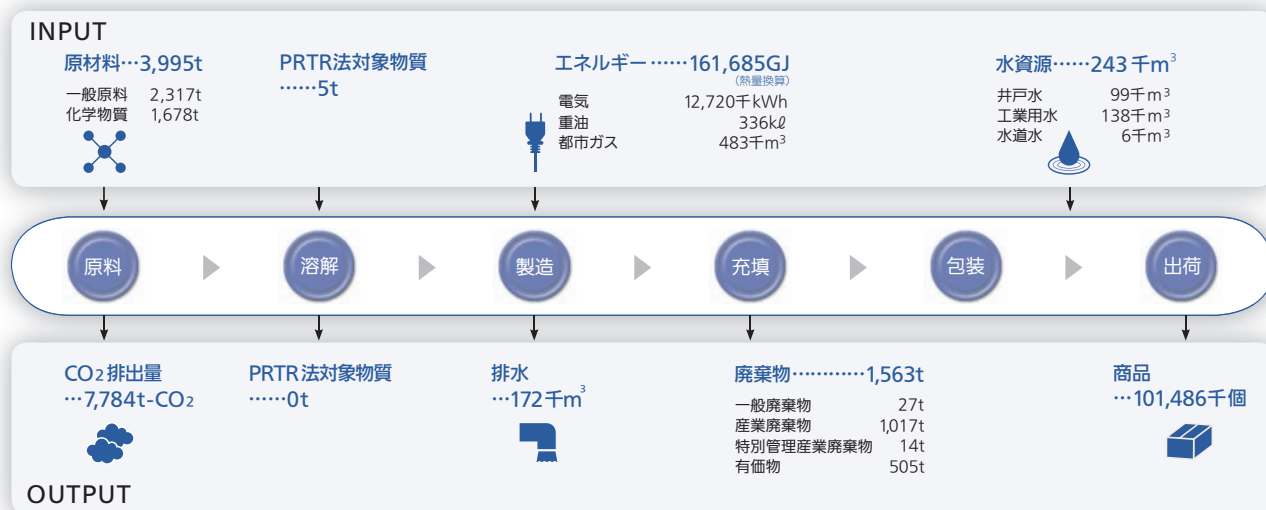 INPUT
原材料…3,995t
一般原料 2,317t
化学物質 1,678t
PRTR法対象物質
……5t
エネルギー……161,685GJ
(熱量換算)
電気 12,720千kWh
重油 336kℓ
都市ガス 483千m³
水資源……243千m³
井戸水 99千m³
工業用水 138千m³
水道水 6千m³
原料
溶解
製造
充填
包装
出荷
CO2排出量
…7,784t-CO2
PRTR法対象物質
……0t
排水
…172千m³
廃棄物…………1,563t
一般廃棄物 27t
産業廃棄物 1,017t
特別管理産業廃棄物 14t
有価物 505t
商品
…101,486千個
OUTPUT